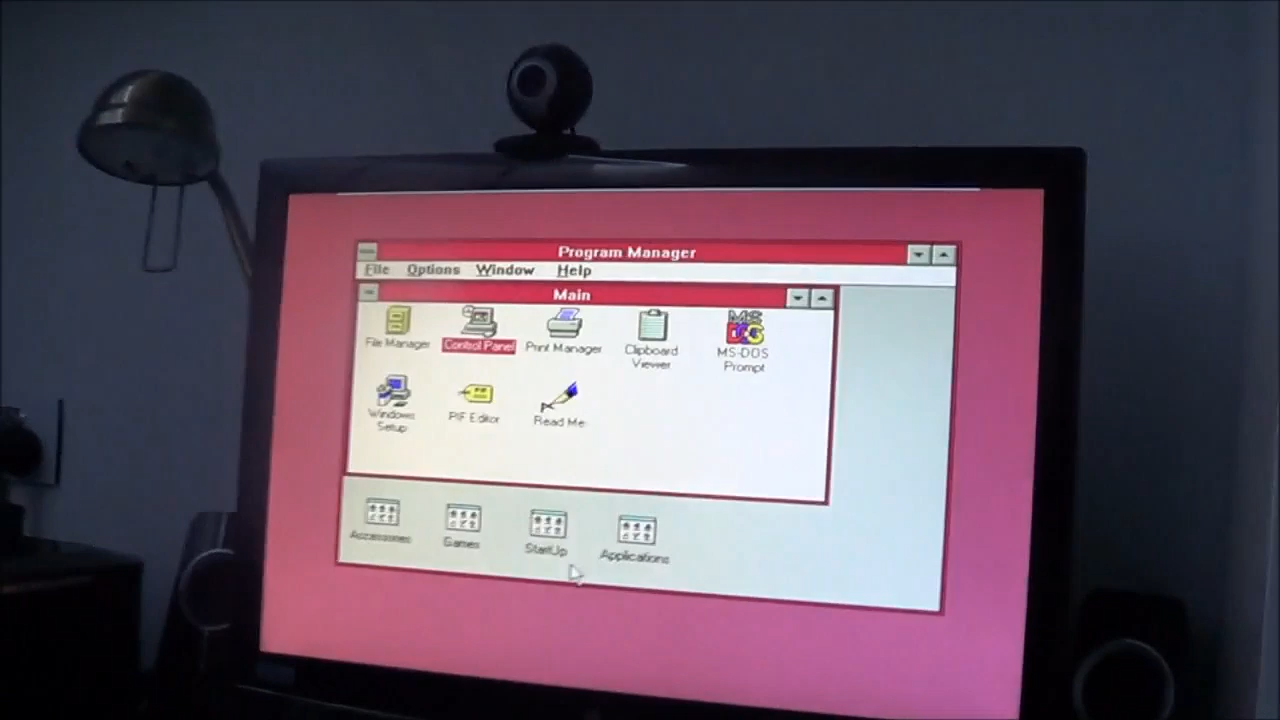 Program Manager
File Options Window Help
Main
File Manager Control Panel Print Manager Clipboard Viewer MS-DOS Prompt
MS
DOS
Windows Setup PIF Editor Read Me
Accessories Games StartUp Applications